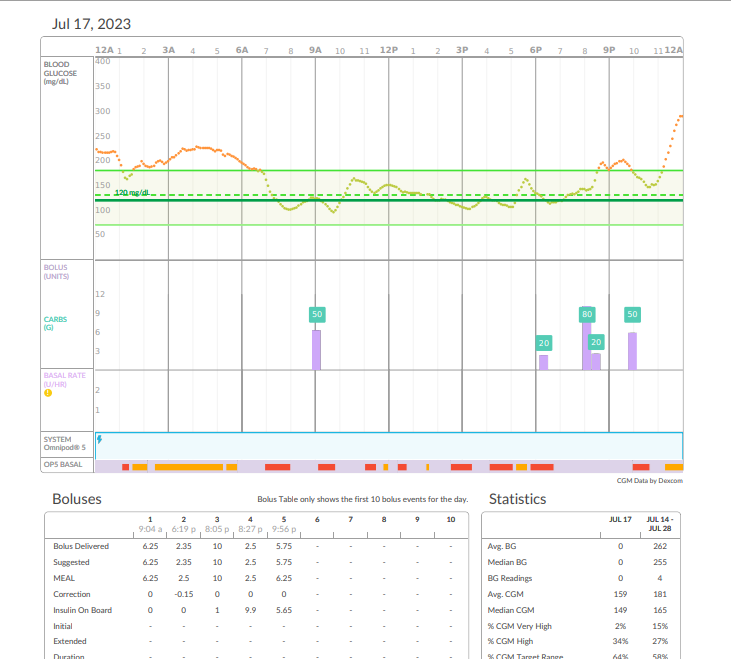 Jul 17, 2023
12A 1 2 3A 4 5 6A 7 8 9A 10 11 12P 1 2 3P 4 5 6P 7 8 9P 10 11 12A
BLOOD
GLUCOSE
(mg/dL)
400
350
300
250
200
150
120 mg/dL
100
50
BOLUS
(UNITS)
12
CARBS
(G)
9
6
3
50
20
80
20
50
BASAL RATE
(U/HR)
!
2
1
SYSTEM
Omnipod® 5
OP5 BASAL
CGM Data by Dexcom
Boluses
Bolus Table only shows the first 10 bolus events for the day.
1 2 3 4 5 6 7 8 9 10
9:04 a 6:19 p 8:05 p 8:27 p 9:56 p
Bolus Delivered 6.25 2.35 10 2.5 5.75 - - - - -
Suggested 6.25 2.35 10 2.5 5.75 - - - - -
MEAL 6.25 2.5 10 2.5 6.25 - - - - -
Correction 0 -0.15 0 0 0 - - - - -
Insulin On Board 0 0 1 9.9 5.65 - - - - -
Initial - - - - - - - - - -
Extended - - - - - - - - - -
Duration - - - - - - - - - -
Statistics
JUL 17 JUL 14 -
JUL 28
Avg. BG 0 262
Median BG 0 255
BG Readings 0 4
Avg. CGM 159 181
Median CGM 149 165
% CGM Very High 2% 15%
% CGM High 34% 27%
% CGM Target Range 64% 58%